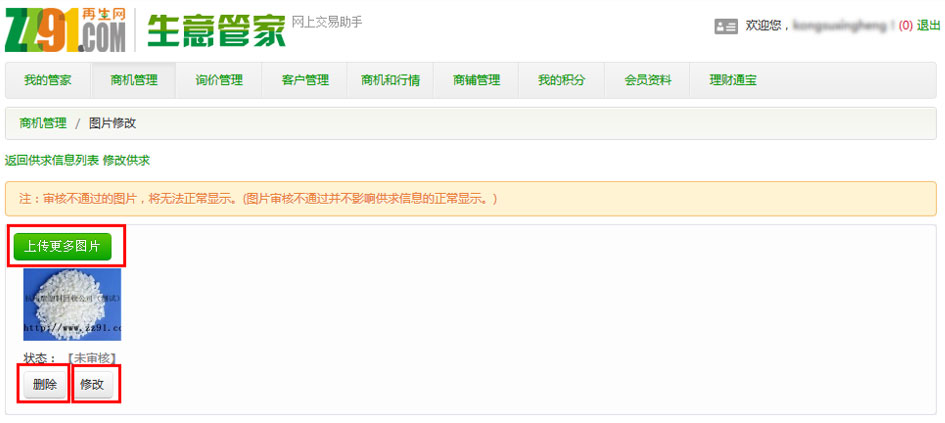 ZZ91.COM 再生网 生意管家 网上交易助手
欢迎您， ! (0) 退出
我的管家 商机管理 询价管理 客户管理 商机和行情 商铺管理 我的积分 会员资料 理财通宝
商机管理 / 图片修改
返回供求信息列表 修改供求
注：审核不通过的图片，将无法正常显示。(图片审核不通过并不影响供求信息的正常显示。)
上传更多图片
http://www.zz91.co
状态：【未审核】
删除 修改